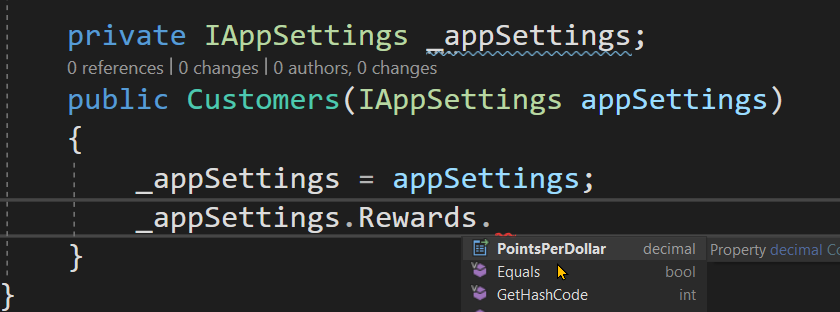 private IAppSettings _appSettings;
0 references | 0 changes | 0 authors, 0 changes
public Customers(IAppSettings appSettings)
{
_appSettings = appSettings;
_appSettings.Rewards.
}
}
PointsPerDollar decimal Property decimal
Equals bool
GetHashCode int